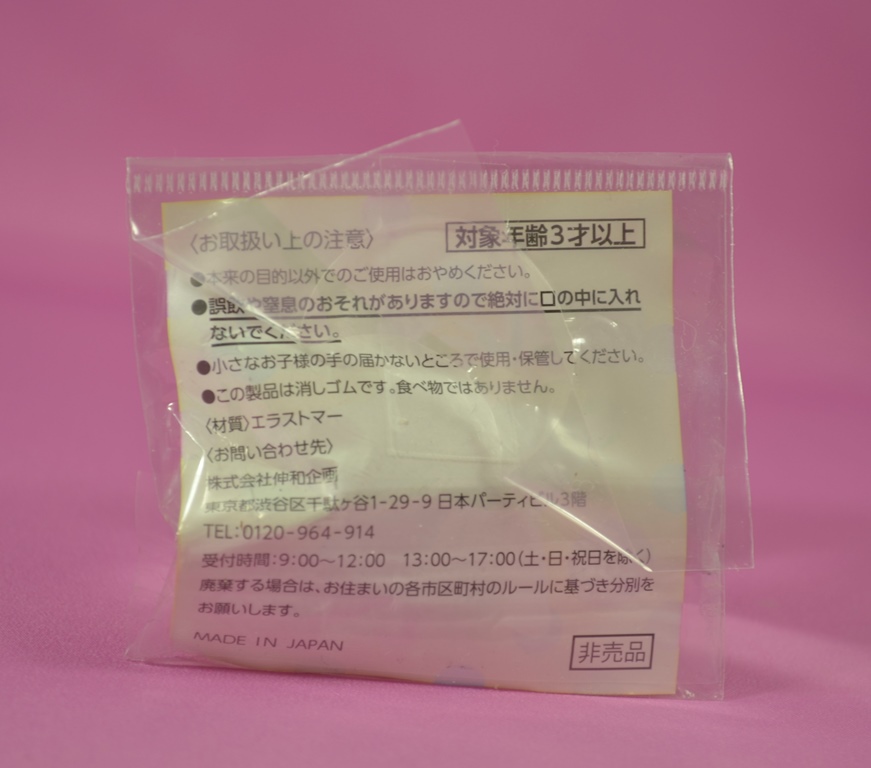 〈お取扱い上の注意〉 対象年齢3才以上
●本来の目的以外でのご使用はおやめください。
●誤飲や窒息のおそれがありますので絶対に口の中に入れ
ないでください。
●小さなお子様の手の届かないところで使用・保管してください。
●この製品は消しゴムです。食べ物ではありません。
〈材質〉エラストマー
〈お問い合わせ先〉
株式会社伸和企画
東京都渋谷区千駄ヶ谷1-29-9 日本パーティビル3階
TEL:0120-964-914
受付時間:9:00〜12:00 13:00〜17:00(土・日・祝日を除く)
廃棄する場合は、お住まいの各市区町村のルールに基づき分別を
お願いします。
MADE IN JAPAN 非売品